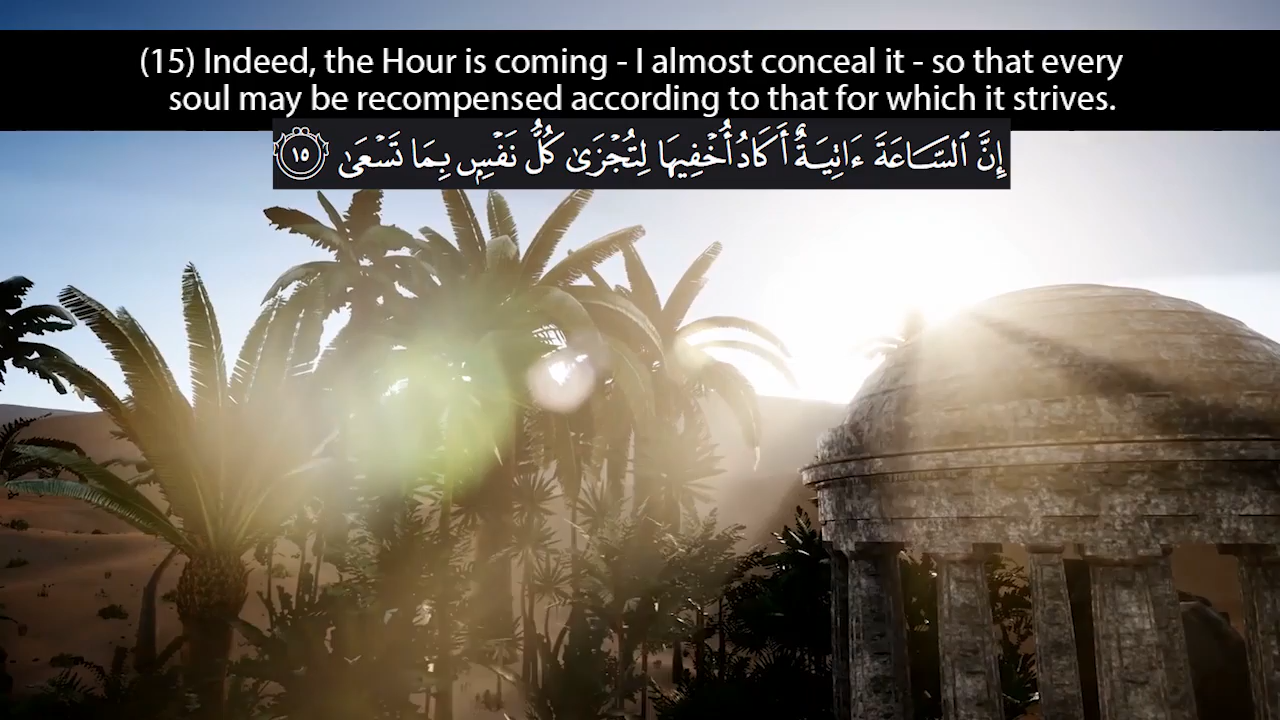 (15) Indeed, the Hour is coming - I almost conceal it - so that every
soul may be recompensed according to that for which it strives.
إِنَّ ٱلسَّاعَةَ ءَاتِيَةٌ أَكَادُ أُخْفِيهَا لِتُجْزَىٰ كُلُّ نَفْسٍۭ بِمَا تَسْعَىٰ ١٥